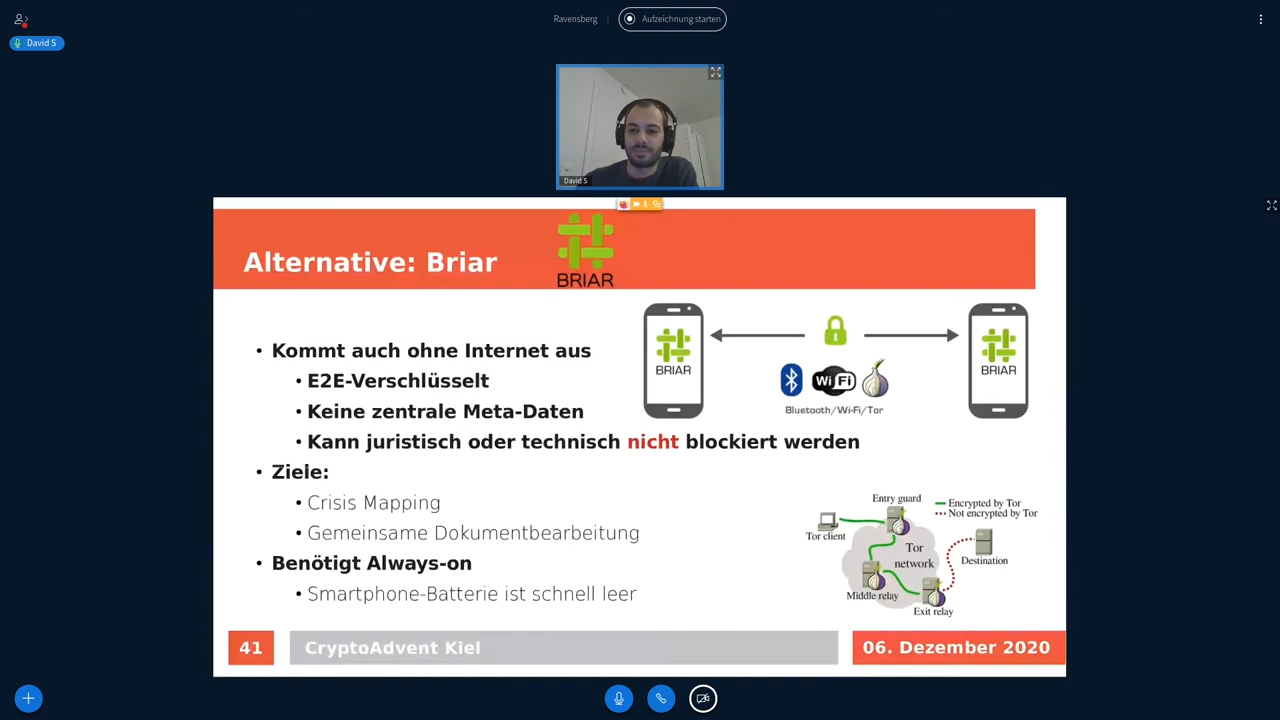 Ravensberg
Aufzeichnung starten
David S
David S
Alternative: Briar
BRIAR
• Kommt auch ohne Internet aus
• E2E-Verschlüsselt
• Keine zentrale Meta-Daten
• Kann juristisch oder technisch nicht blockiert werden
• Ziele:
• Crisis Mapping
• Gemeinsame Dokumentbearbeitung
• Benötigt Always-on
• Smartphone-Batterie ist schnell leer
BRIAR
BRIAR
WiFi
Bluetooth/Wi-Fi/Tor
Entry guard
Encrypted by Tor
Not encrypted by Tor
Tor client
Tor
network
Destination
Middle relay
Exit relay
41
CryptoAdvent Kiel
06. Dezember 2020